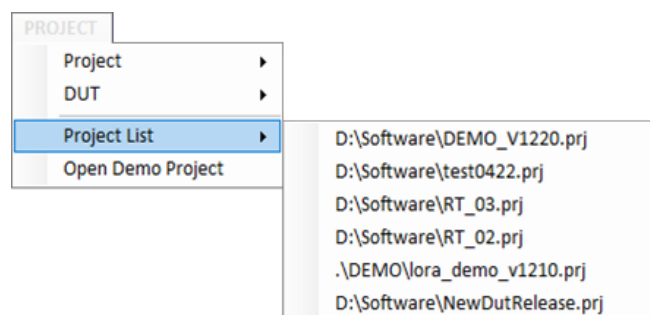 PROJECT
Project
DUT
Project List
Open Demo Project
D:\Software\DEMO_V1220.prj
D:\Software\test0422.prj
D:\Software\RT_03.prj
D:\Software\RT_02.prj
.\DEMO\lora_demo_v1210.prj
D:\Software\NewDutRelease.prj